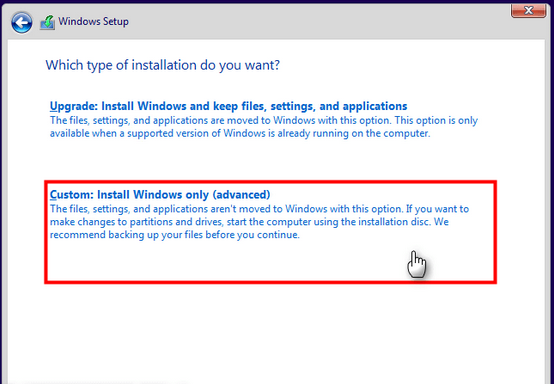 Windows Setup
Which type of installation do you want?
Upgrade: Install Windows and keep files, settings, and applications
The files, settings, and applications are moved to Windows with this option. This option is only
available when a supported version of Windows is already running on the computer.
Custom: Install Windows only (advanced)
The files, settings, and applications aren't moved to Windows with this option. If you want to
make changes to partitions and drives, start the computer using the installation disc. We
recommend backing up your files before you continue.